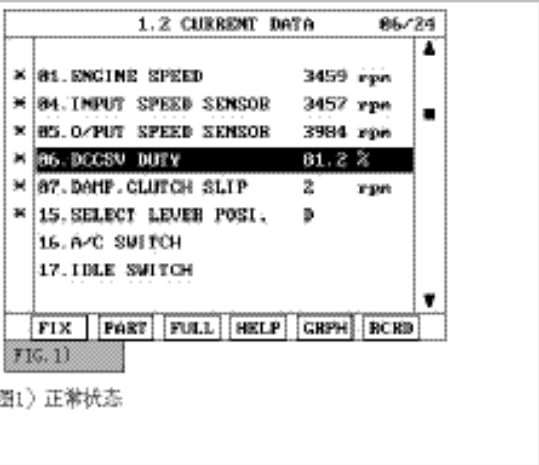 1.2 CURRENT DATA 06/24
* 01. ENGINE SPEED 3459 rpm
* 04. INPUT SPEED SENSOR 3457 rpm
* 05. O/PUT SPEED SENSOR 3984 rpm
* 06. DCCSV DUTY 81.2 %
* 07. DAMP. CLUTCH SLIP 2 rpm
* 15. SELECT LEVER POSI. D
16. A/C SWITCH
17. IDLE SWITCH
FIX PART FULL HELP GRPH RCRD
FIG. 1)
图1) 正常状态